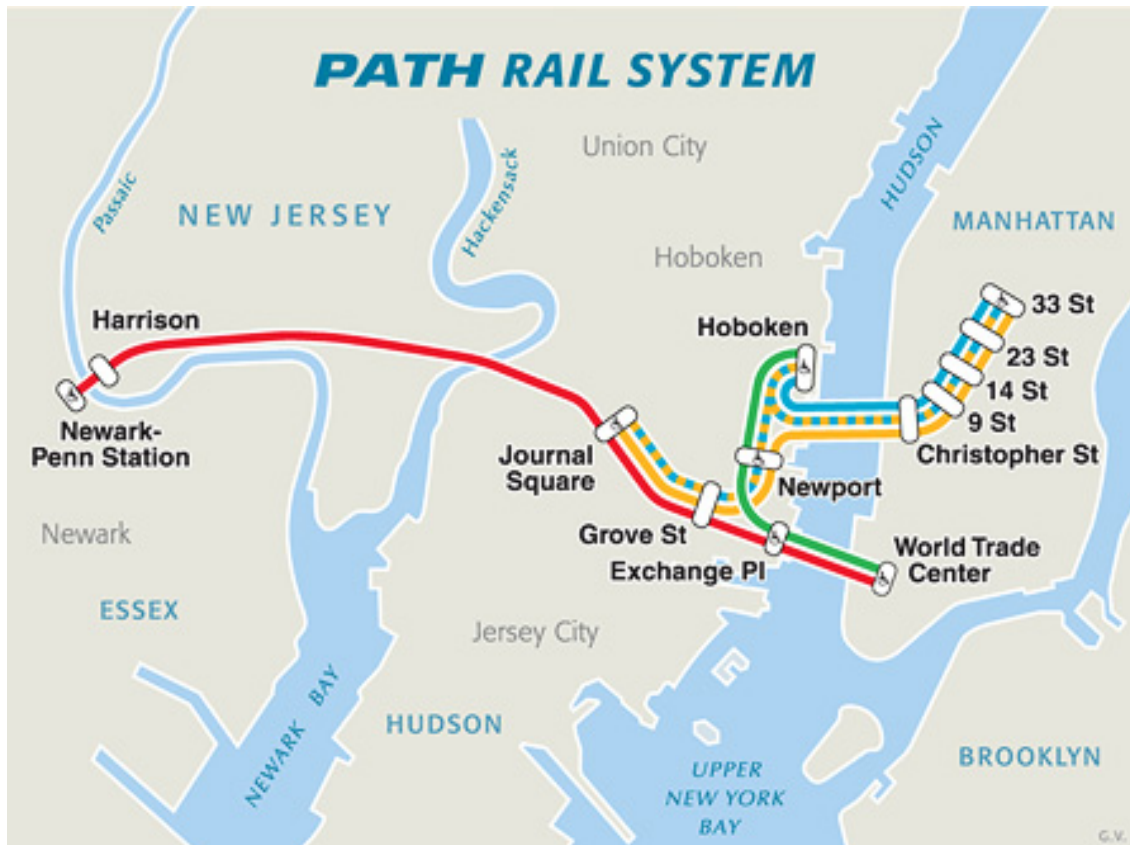 PATH RAIL SYSTEM
Union City
HUDSON
Passaic
Hackensack
NEW JERSEY
MANHATTAN
Hoboken
33 St
Harrison
Hoboken
23 St
14 St
9 St
Newark-
Penn Station
Journal
Square
Christopher St
Newport
Newark
Grove St
Exchange Pl
World Trade
Center
ESSEX
Jersey City
NEWARK BAY
HUDSON
BROOKLYN
UPPER
NEW YORK
BAY
G.V.